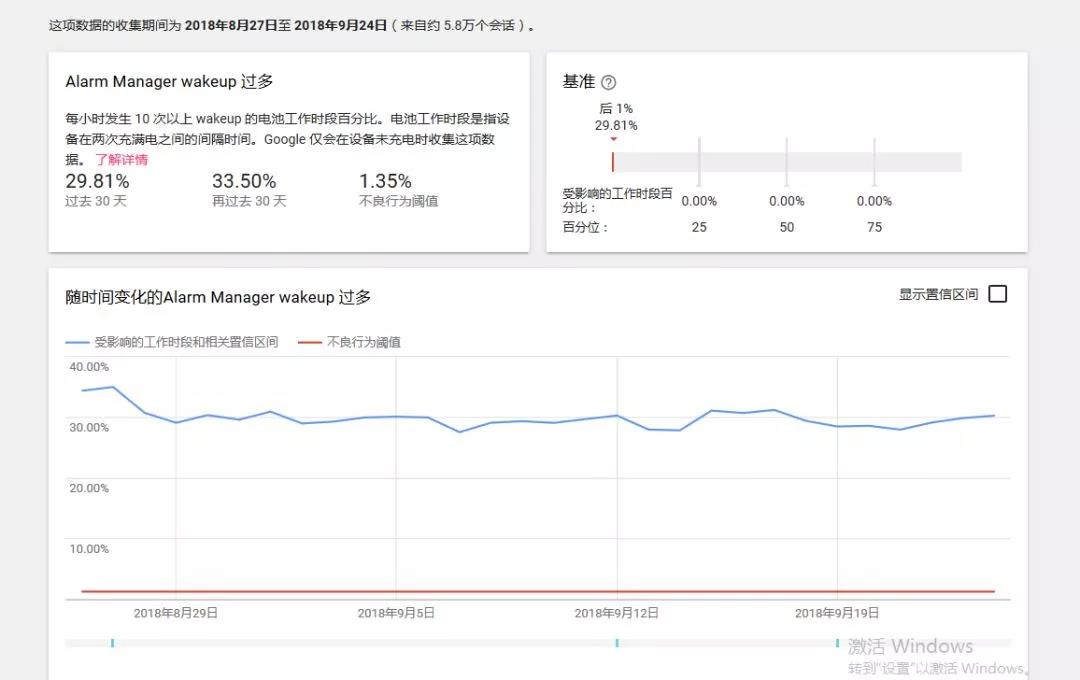 这项数据的收集期间为 2018年8月27日至 2018年9月24日（来自约 5.8万个会话）。
Alarm Manager wakeup 过多
每小时发生 10 次以上 wakeup 的电池工作时段百分比。电池工作时段是指设
备在两次充满电之间的间隔时间。Google 仅会在设备未充电时收集这项数
据。 了解详情
29.81% 33.50% 1.35%
过去 30 天 再过去 30 天 不良行为阈值
基准 ?
后 1%
29.81%
受影响的工作时段百
分比： 0.00% 0.00% 0.00%
百分位： 25 50 75
随时间变化的Alarm Manager wakeup 过多
显示置信区间
受影响的工作时段和相关置信区间 不良行为阈值
40.00%
30.00%
20.00%
10.00%
2018年8月29日 2018年9月5日 2018年9月12日 2018年9月19日
激活 Windows
转到“设置”以激活 Windows。